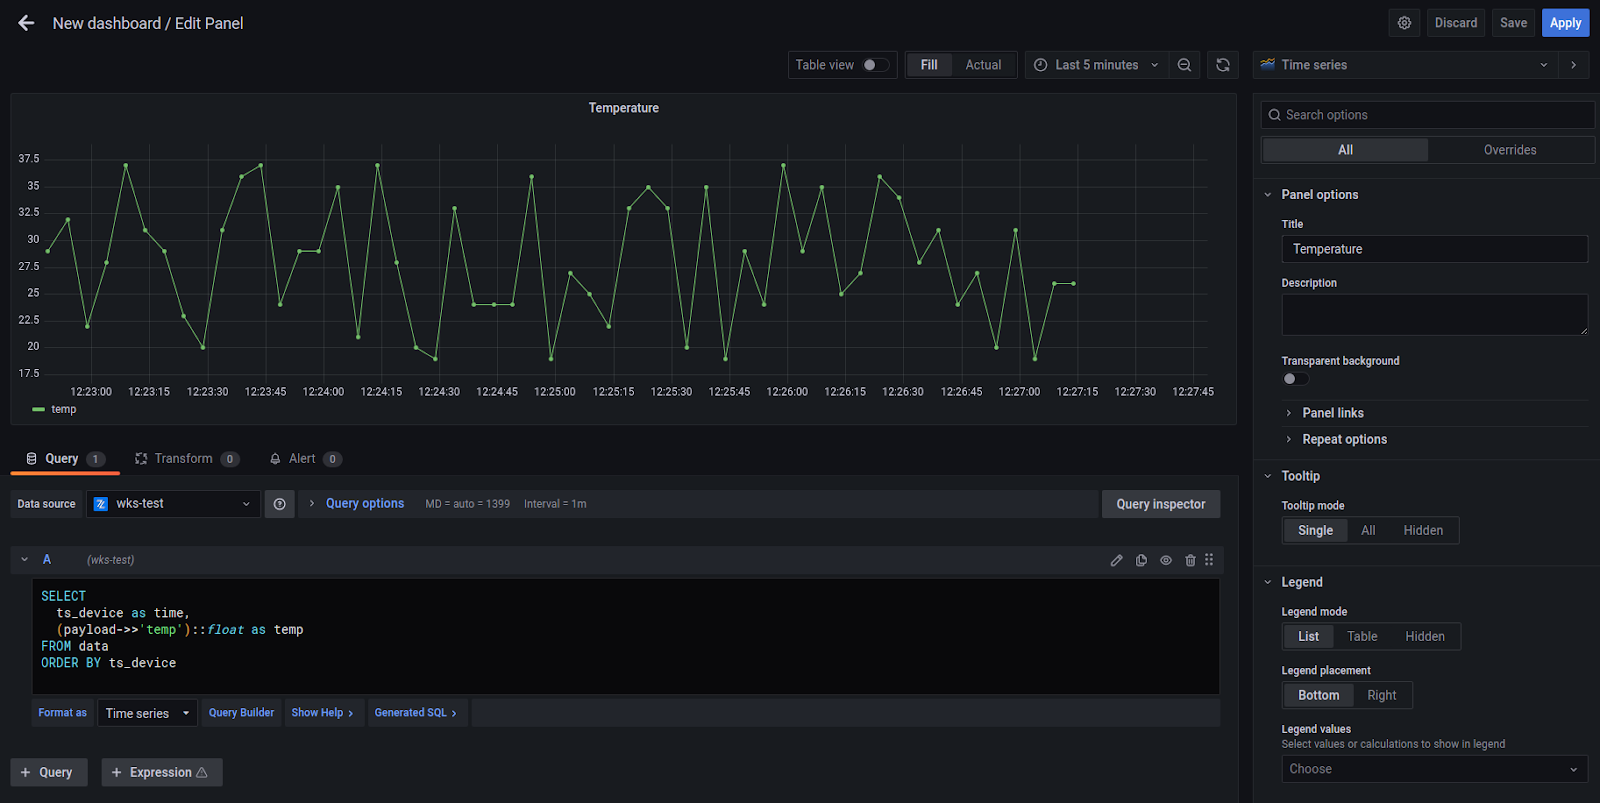 New dashboard / Edit Panel
Discard
Save
Apply
Table view
Fill
Actual
Last 5 minutes
Time series
Temperature
37.5
35
32.5
30
27.5
25
22.5
20
17.5
12:23:00 12:23:15 12:23:30 12:23:45 12:24:00 12:24:15 12:24:30 12:24:45 12:25:00 12:25:15 12:25:30 12:25:45 12:26:00 12:26:15 12:26:30 12:26:45 12:27:00 12:27:15 12:27:30 12:27:45
temp
Query 1
Transform 0
Alert 0
Data source
wks-test
Query options
MD = auto = 1399
Interval = 1m
Query inspector
A
(wks-test)
SELECT
ts_device as time,
(payload->>'temp')::float as temp
FROM data
ORDER BY ts_device
Format as
Time series
Query Builder
Show Help >
Generated SQL >
+ Query
+ Expression
Search options
All
Overrides
Panel options
Title
Temperature
Description
Transparent background
Panel links
Repeat options
Tooltip
Tooltip mode
Single
All
Hidden
Legend
Legend mode
List
Table
Hidden
Legend placement
Bottom
Right
Legend values
Select values or calculations to show in legend
Choose